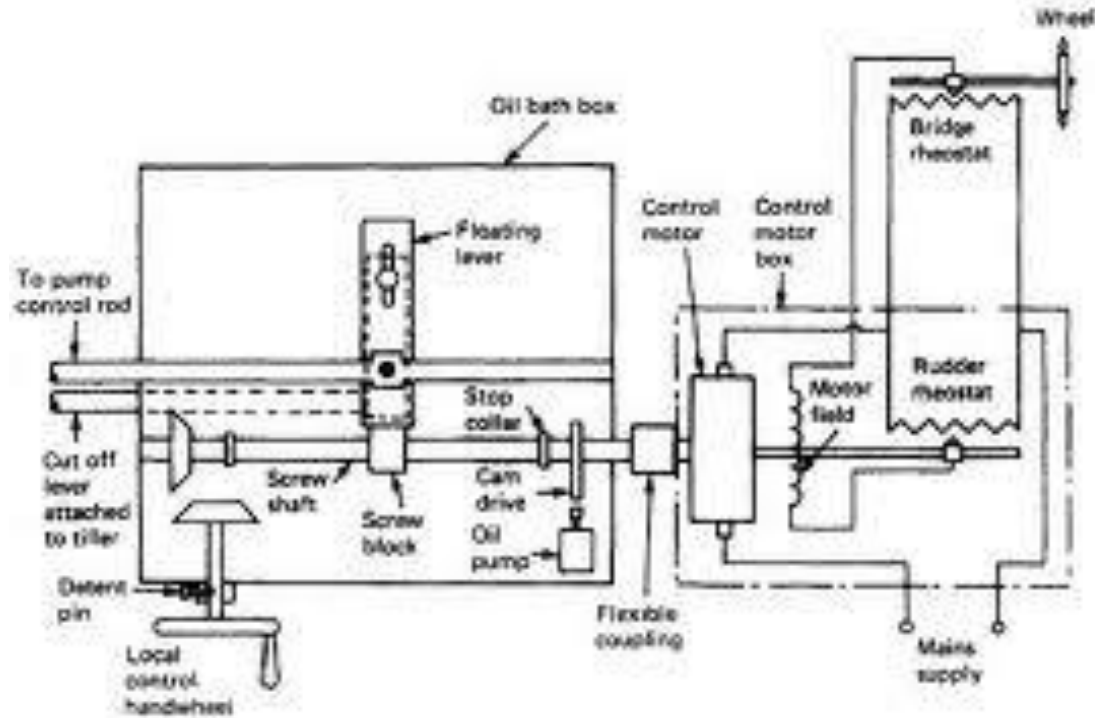 Wheel
Oil bath box
Bridge
rheostat
Floating
lever
Control
motor
Control
motor
box
To pump
control rod
Rudder
rheostat
Motor
field
Stop
collar
Cut off
lever
attached
to tiller
Screw
shaft
Screw
block
Cam
drive
Oil
pump
Detent
pin
Flexible
coupling
Local
control
handwheel
Mains
supply